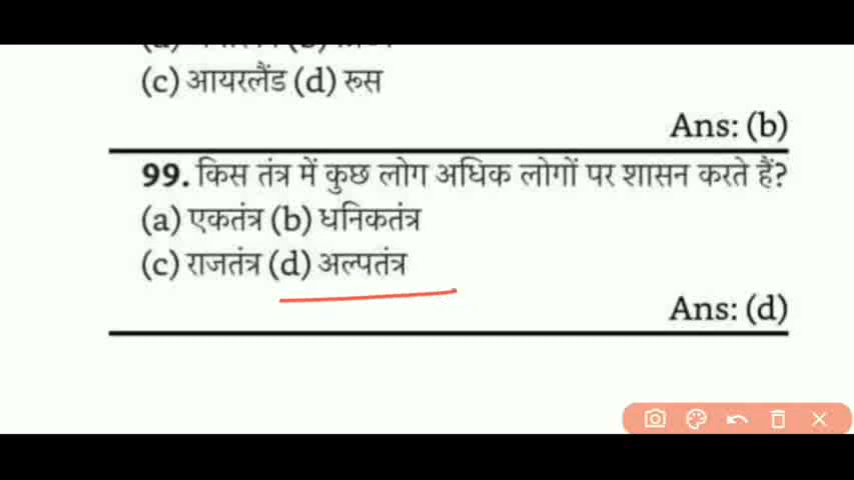 (c) आयरलैंड (d) रूस
Ans: (b)
99. किस तंत्र में कुछ लोग अधिक लोगों पर शासन करते हैं?
(a) एकतंत्र (b) धनिकतंत्र
(c) राजतंत्र (d) अल्पतंत्र
Ans: (d)